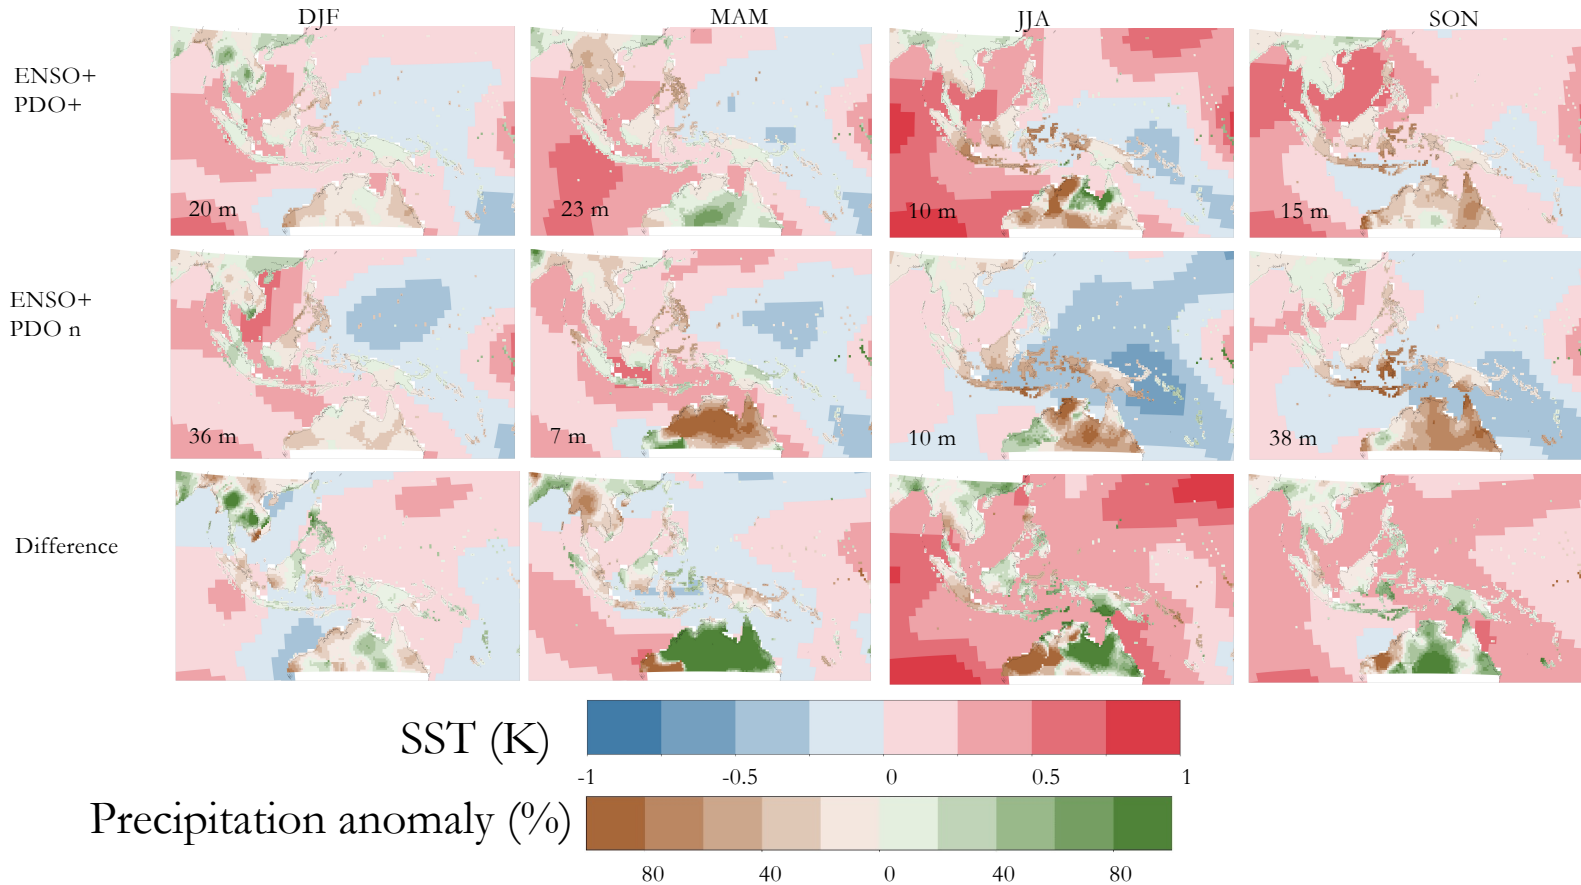 DJF MAM JJA SON
ENSO+
PDO+
20 m 23 m 10 m 15 m
ENSO+
PDO n
36 m 7 m 10 m 38 m
Difference
SST (K)
-1 -0.5 0 0.5 1
Precipitation anomaly (%)
80 40 0 40 80